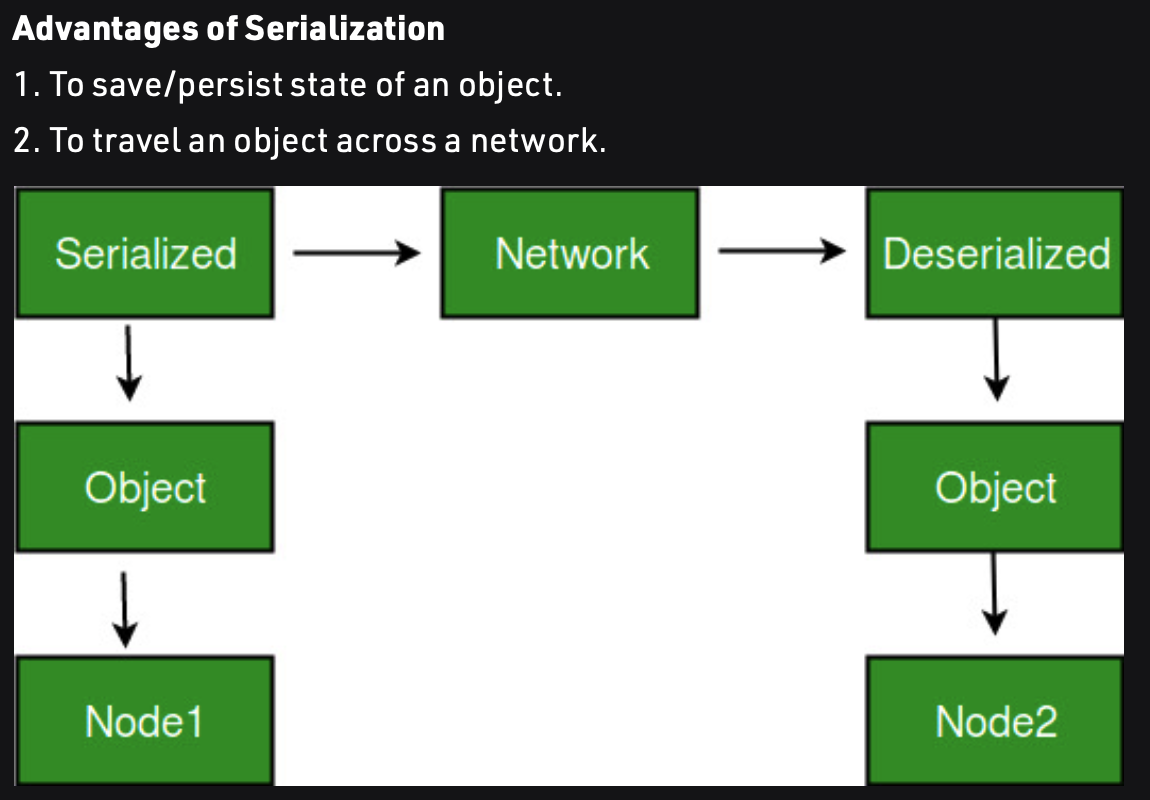 Advantages of Serialization
1. To save/persist state of an object.
2. To travel an object across a network.
Serialized
Network
Deserialized
Object
Object
Node1
Node2